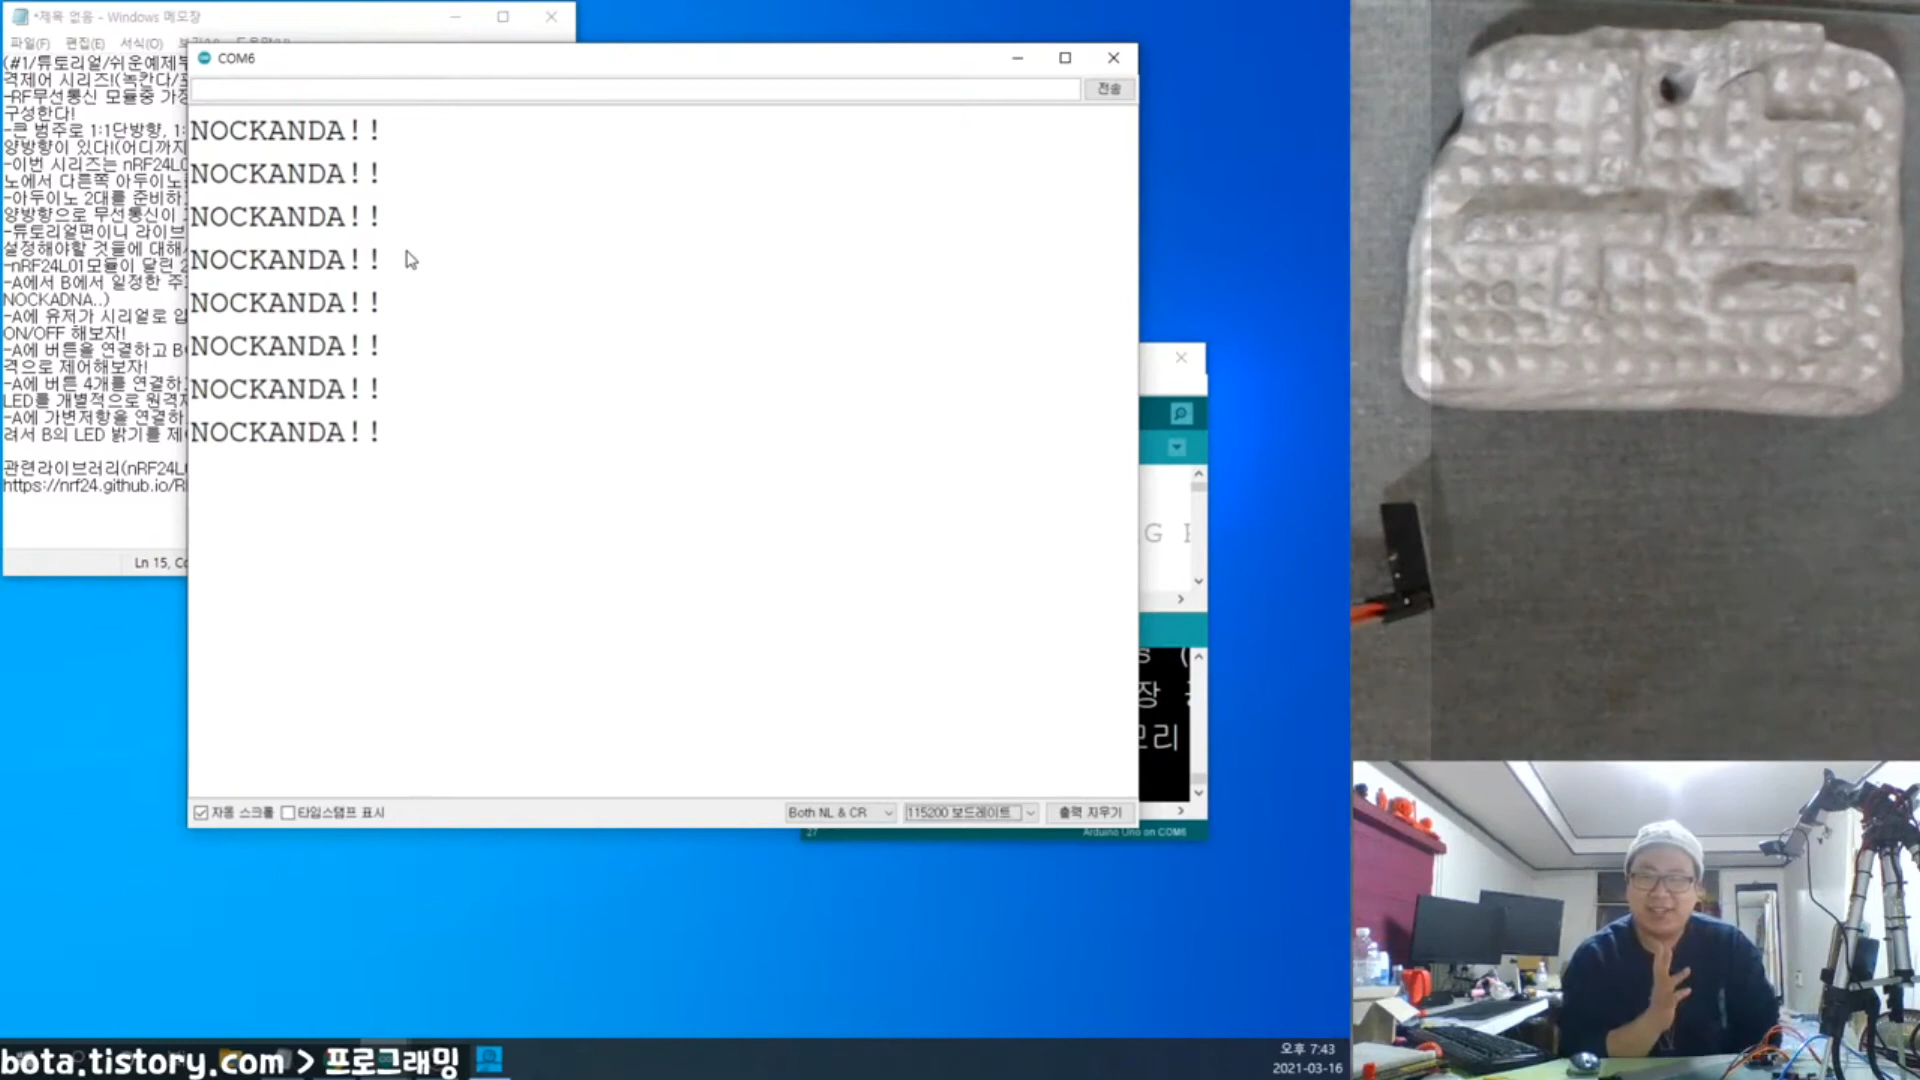 *제목 없음 - Windows 메모장
파일(F) 편집(E) 서식(O)
(#1/튜토리얼/쉬운예제부
격제어 시리즈!(녹칸다/포
-RF무선통신 모듈중 가장
구성한다!
-큰 범주로 1:1단방향, 1:
양방향이 있다!(어디까지
-이번 시리즈는 nRF24L0
노에서 다른쪽 아두이노
-아두이노 2대를 준비하
양방향으로 무선통신이
-튜토리얼편이니 라이브
설정해야할 것들에 대해
-nRF24L01모듈이 달린 2
-A에서 B에서 일정한 주
NOCKADNA..)
-A에 유저가 시리얼로 입
ON/OFF 해보자!
-A에 버튼을 연결하고 B
격으로 제어해보자!
-A에 버튼 4개를 연결하
LED를 개별적으로 원격
-A에 가변저항을 연결하
려서 B의 LED 밝기를 제
관련라이브러리(nRF24L
https://nrf24.github.io/R
Ln 15, Co
COM6
전송
NOCKANDA!!
NOCKANDA!!
NOCKANDA!!
NOCKANDA!!
NOCKANDA!!
NOCKANDA!!
NOCKANDA!!
NOCKANDA!!
자동 스크롤 타임스탬프 표시
Both NL & CR
115200 보드레이트
출력 지우기
G
장
모리
27
Arduino Uno on COM6
bota.tistory.com > 프로그래밍
오후 7:43
2021-03-16